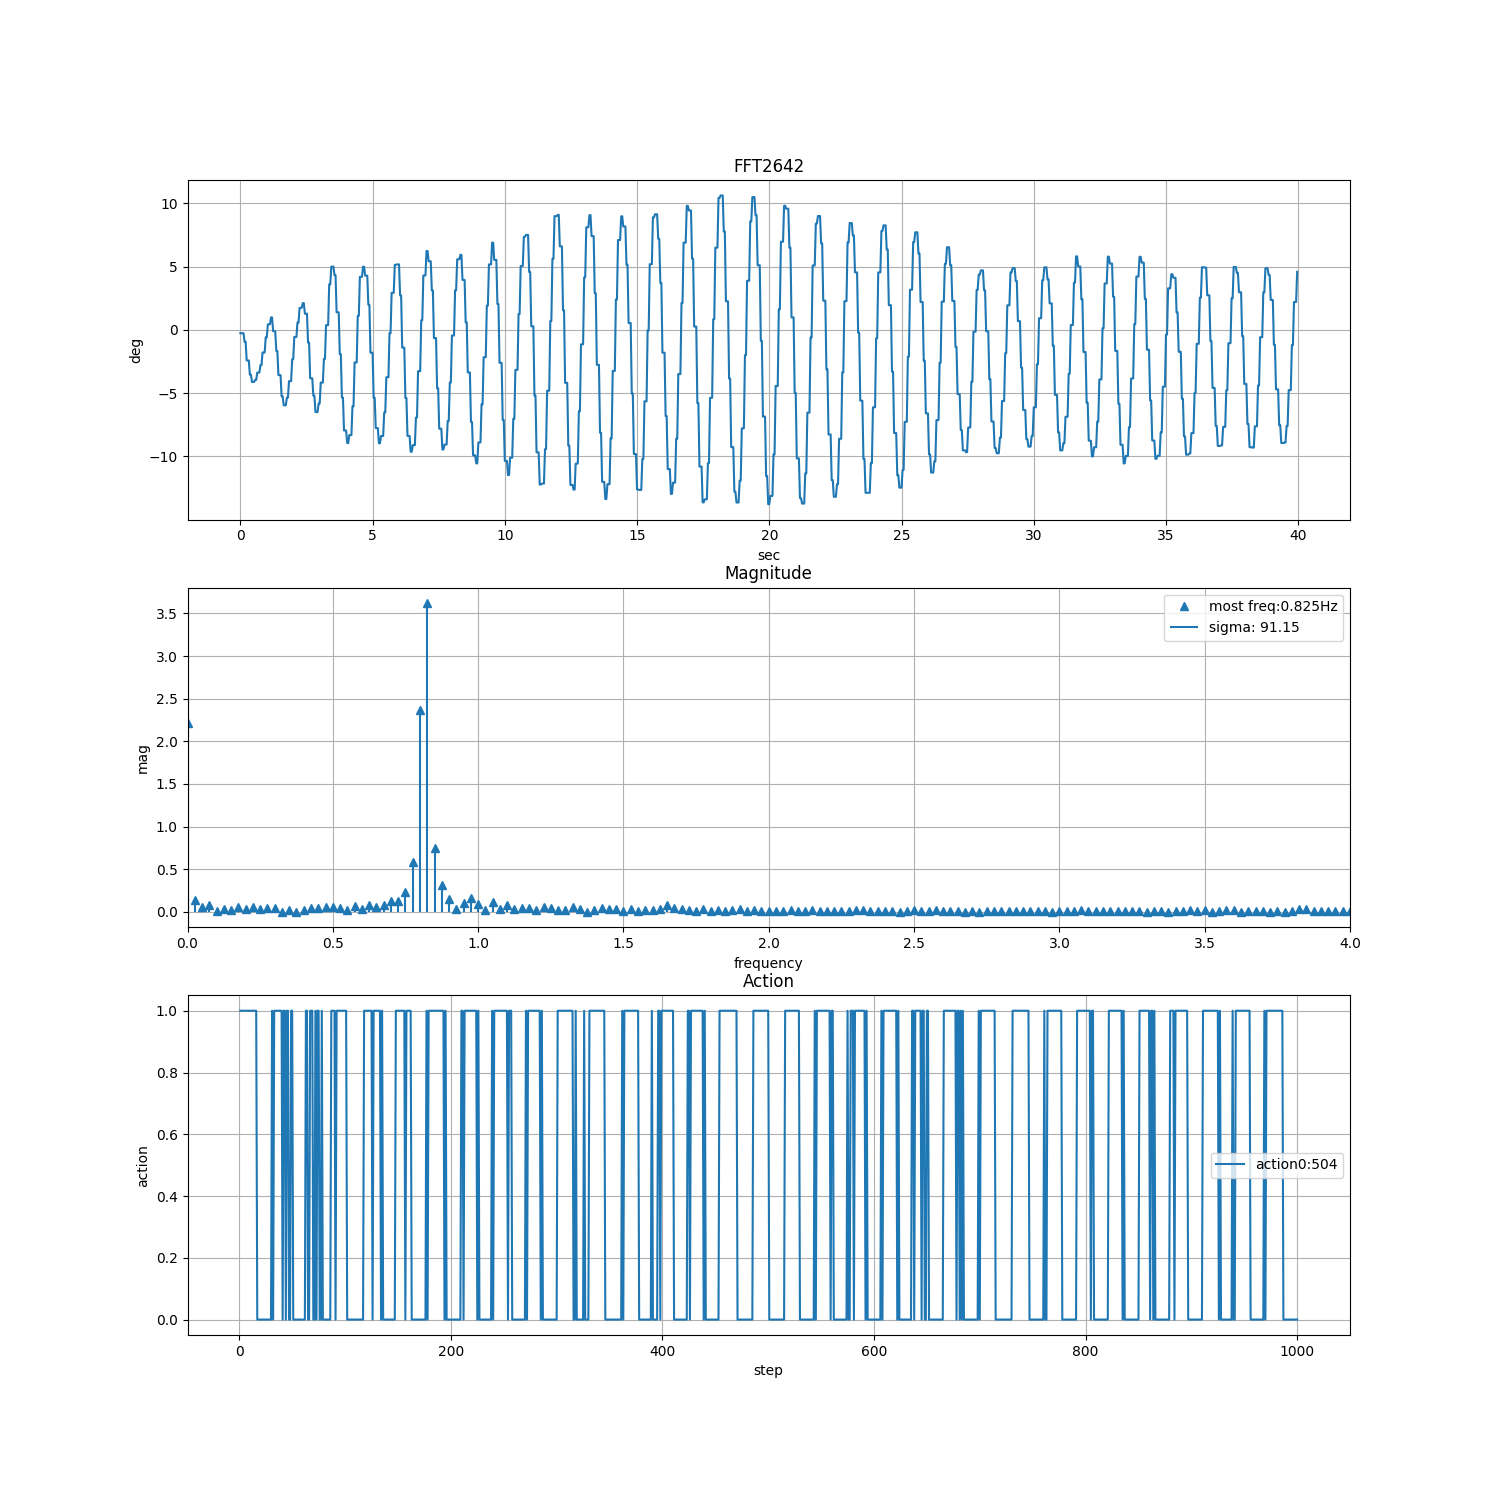 FFT2642
10
5
0
−5
−10
deg
0 5 10 15 20 25 30 35 40
sec
Magnitude
3.5
3.0
2.5
2.0
1.5
1.0
0.5
0.0
mag
most freq:0.825Hz
sigma: 91.15
0.0 0.5 1.0 1.5 2.0 2.5 3.0 3.5 4.0
frequency
Action
1.0
0.8
0.6
0.4
0.2
0.0
action
action0:504
0 200 400 600 800 1000
step